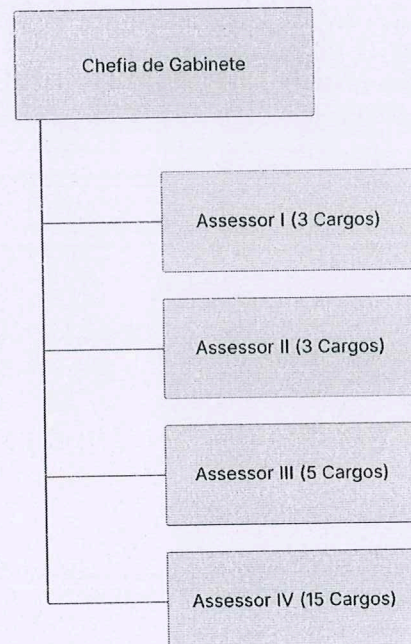 Chefia de Gabinete
Assessor I (3 Cargos)
Assessor II (3 Cargos)
Assessor III (5 Cargos)
Assessor IV (15 Cargos)